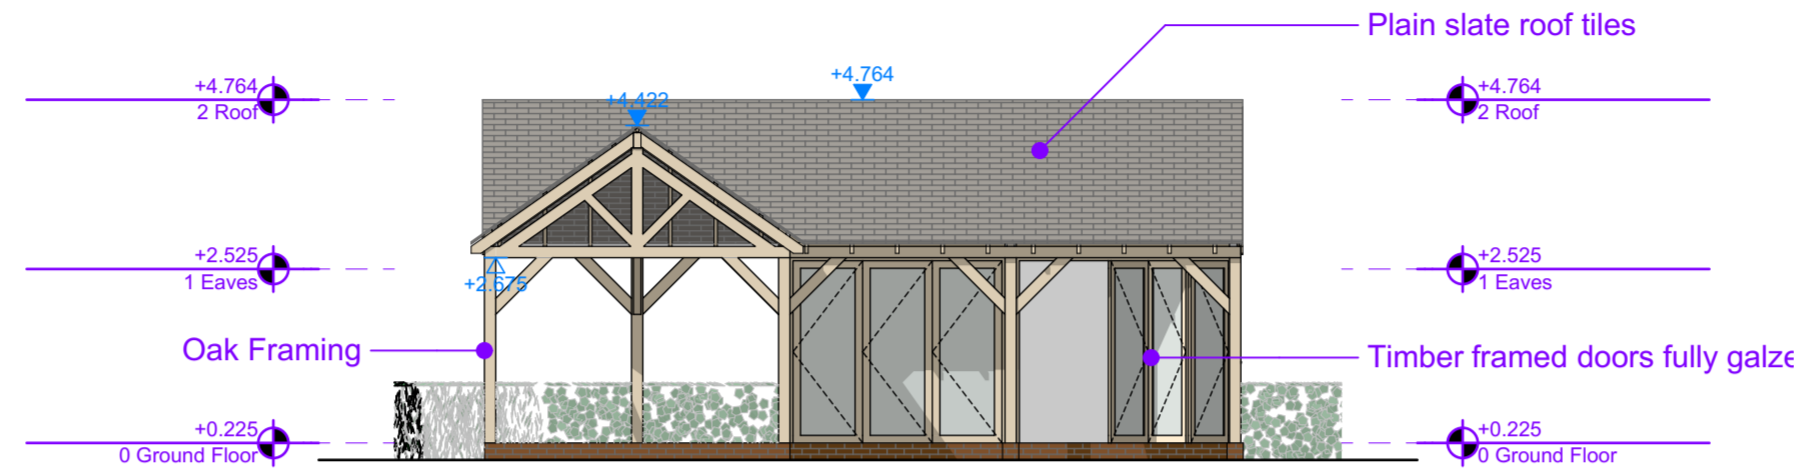 Plain slate roof tiles
+4.764
2 Roof
+4.422
+4.764
+4.764
2 Roof
+2.525
1 Eaves
+2.675
+2.525
1 Eaves
Oak Framing
Timber framed doors fully galze
+0.225
0 Ground Floor
+0.225
0 Ground Floor